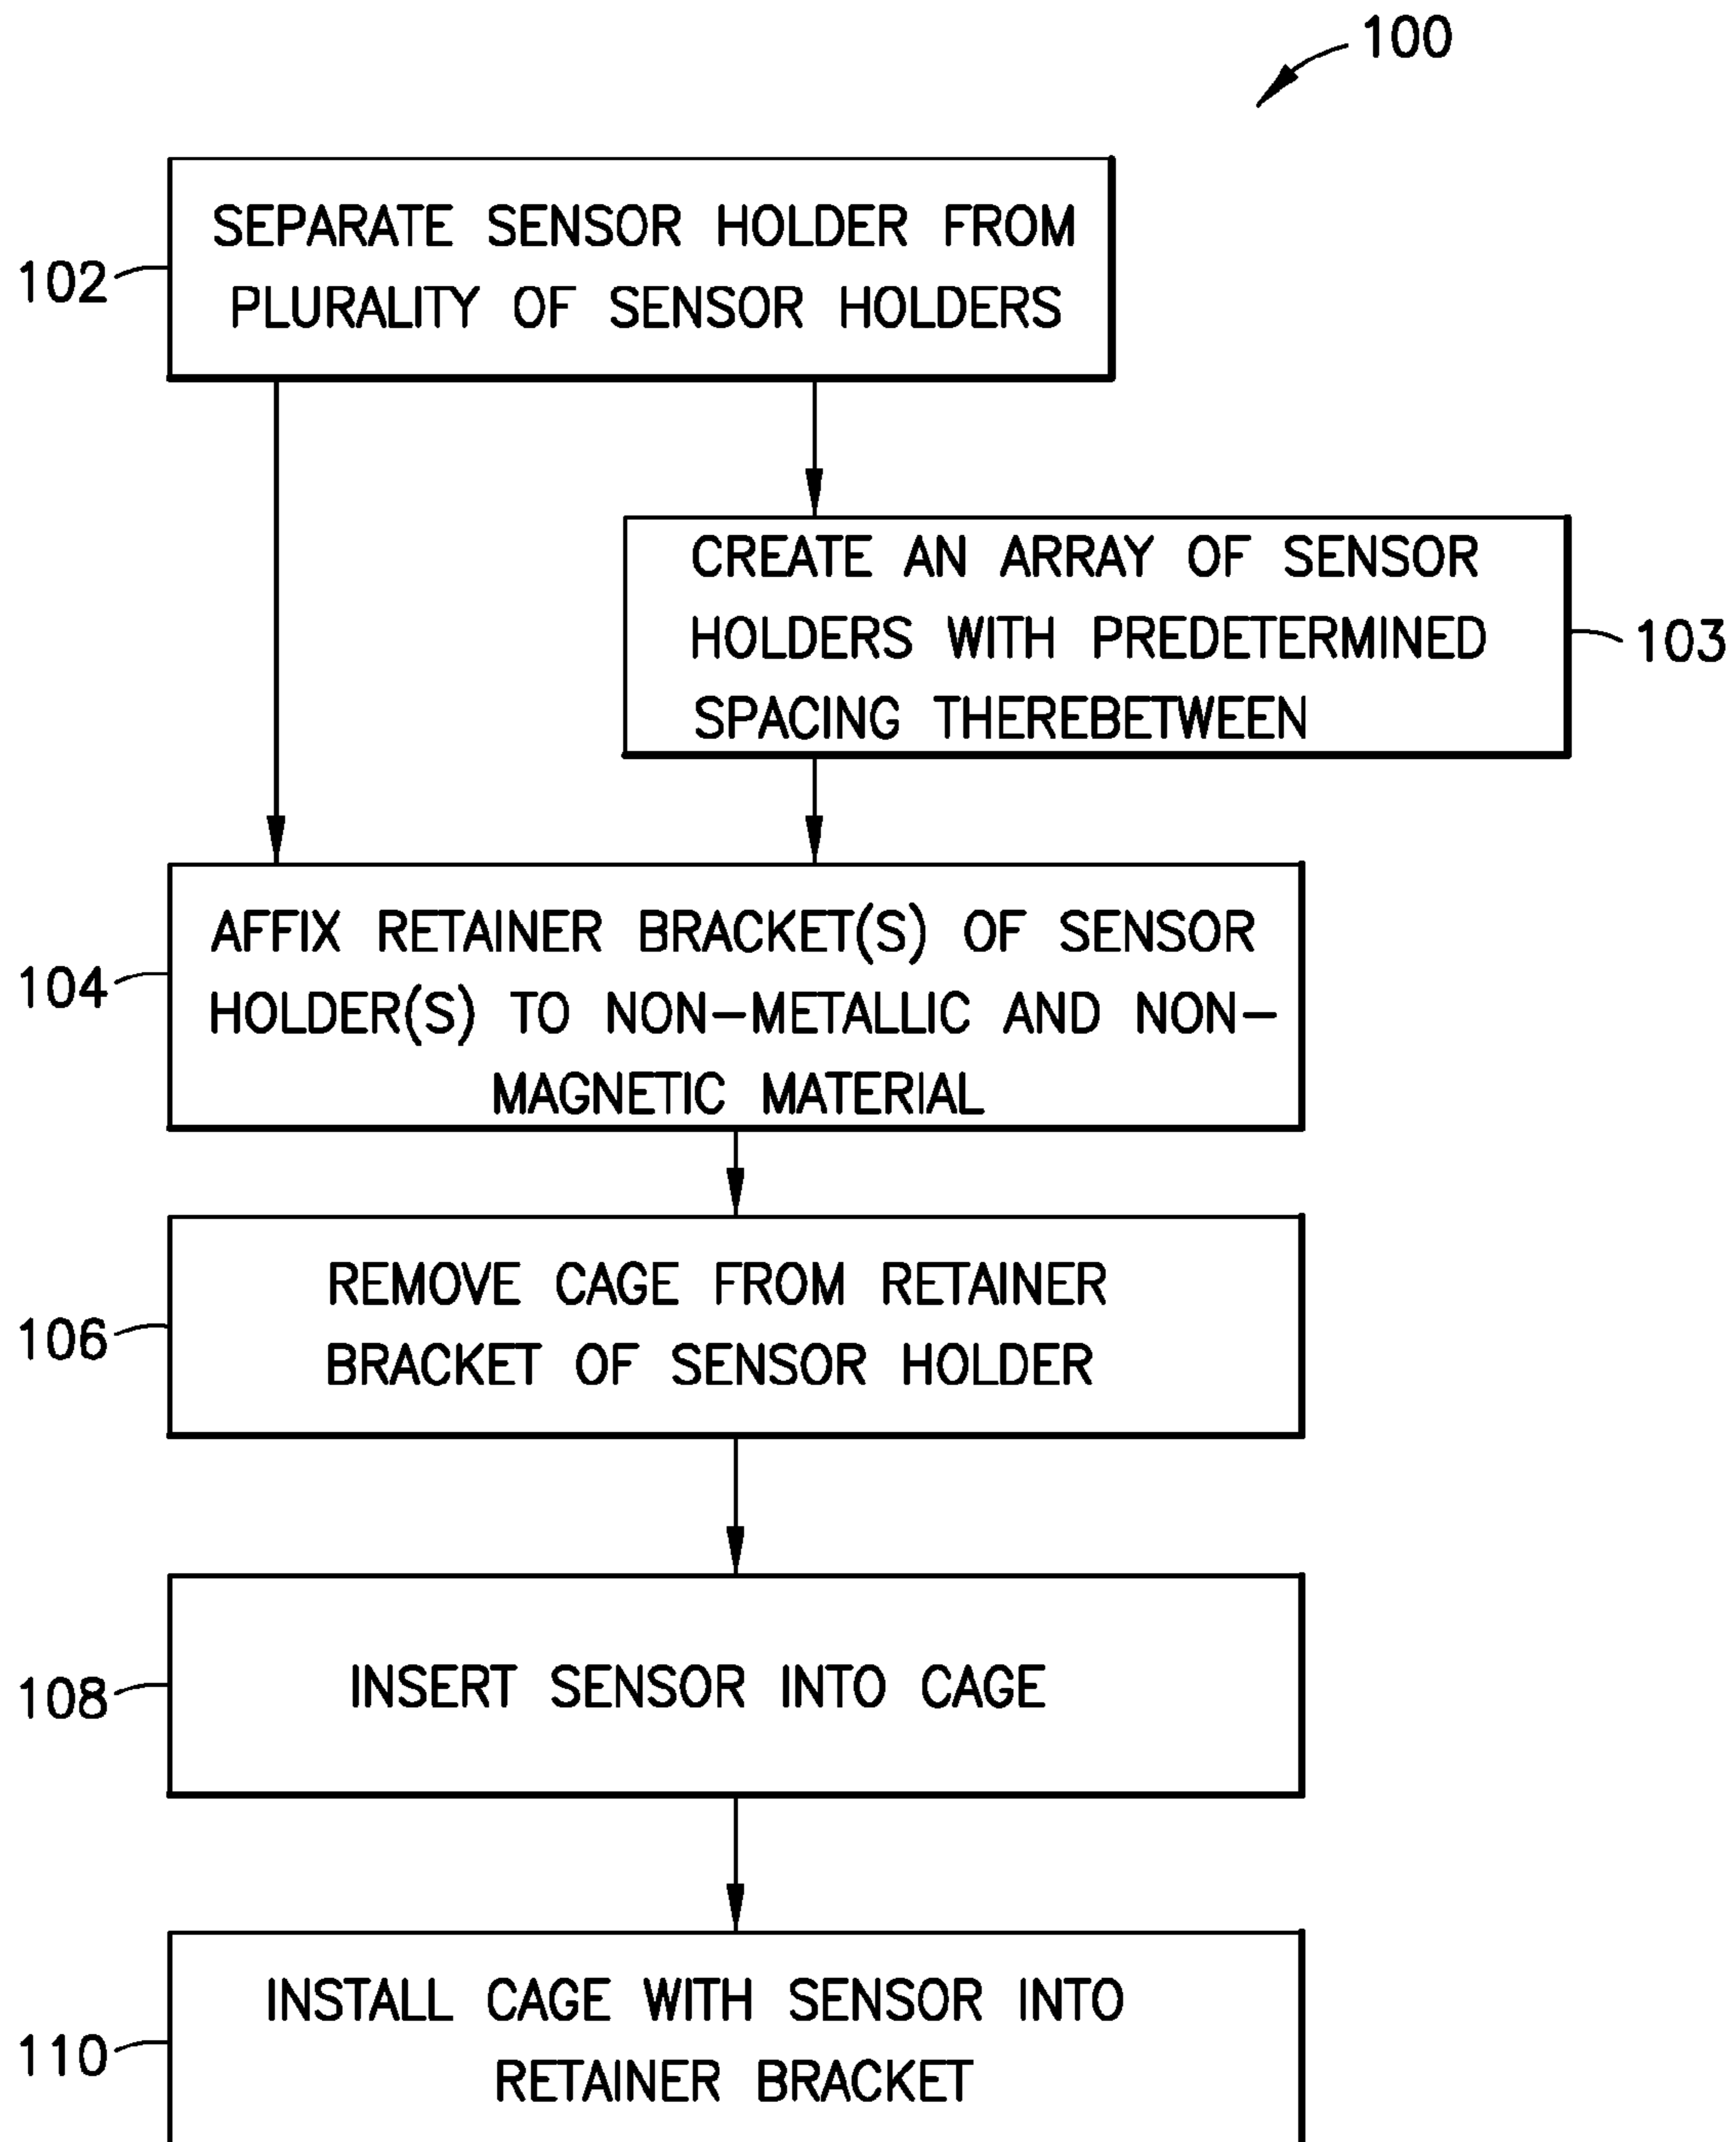 100
SEPARATE SENSOR HOLDER FROM
PLURALITY OF SENSOR HOLDERS
102
CREATE AN ARRAY OF SENSOR
HOLDERS WITH PREDETERMINED
SPACING THEREBETWEEN
103
AFFIX RETAINER BRACKET(S) OF SENSOR
HOLDER(S) TO NON-METALLIC AND NON-
MAGNETIC MATERIAL
104
REMOVE CAGE FROM RETAINER
BRACKET OF SENSOR HOLDER
106
INSERT SENSOR INTO CAGE
108
INSTALL CAGE WITH SENSOR INTO
RETAINER BRACKET
110